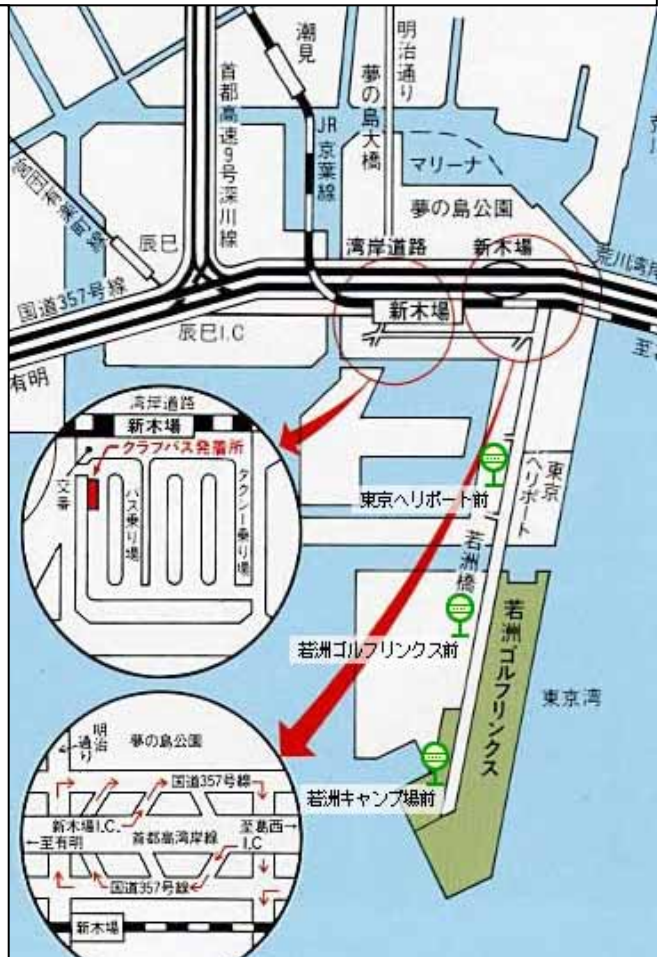 潮見
明治通り
首都高速9号深川線
JR京葉線
夢の島大橋
マリーナ
夢の島公園
辰巳
湾岸道路
新木場
荒川湾岸
国道357号線
辰巳I.C
新木場
有明
湾岸道路
新木場
クラブバス発着所
交番
バス乗り場
タクシー乗り場
東京ヘリポート前
東京ヘリポート
若洲橋
若洲ゴルフリンクス前
若洲ゴルフリンクス
東京湾
若洲キャンプ場前
明治通り
夢の島公園
国道357号線
新木場I.C.
首都高湾岸線
至葛西→
I.C
←至有明
国道357号線
新木場